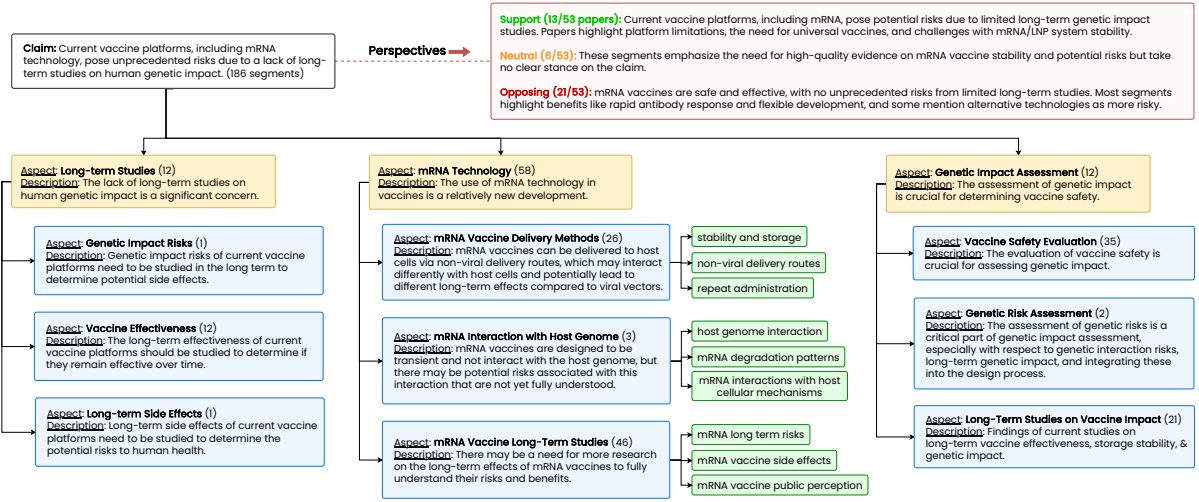 Claim: Current vaccine platforms, including mRNA
technology, pose unprecedented risks due to a lack of long-
term studies on human genetic impact. (186 segments)
Perspectives
Support (13/53 papers): Current vaccine platforms, including mRNA, pose potential risks due to limited long-term genetic impact
studies. Papers highlight platform limitations, the need for universal vaccines, and challenges with mRNA/LNP system stability.
Neutral (6/53): These segments emphasize the need for high-quality evidence on mRNA vaccine stability and potential risks but take
no clear stance on the claim.
Opposing (21/53): mRNA vaccines are safe and effective, with no unprecedented risks from limited long-term studies. Most segments
highlight benefits like rapid antibody response and flexible development, and some mention alternative technologies as more risky.
Aspect: Long-term Studies (12)
Description: The lack of long-term studies on
human genetic impact is a significant concern.
Aspect: Genetic Impact Risks (1)
Description: Genetic impact risks of current vaccine
platforms need to be studied in the long term to
determine potential side effects.
Aspect: Vaccine Effectiveness (12)
Description: The long-term effectiveness of current
vaccine platforms should be studied to determine if
they remain effective over time.
Aspect: Long-term Side Effects (1)
Description: Long-term side effects of current vaccine
platforms need to be studied to determine the
potential risks to human health.
Aspect: mRNA Technology (58)
Description: The use of mRNA technology in
vaccines is a relatively new development.
Aspect: mRNA Vaccine Delivery Methods (26)
Description: mRNA vaccines can be delivered to host
cells via non-viral delivery routes, which may interact
differently with host cells and potentially lead to
different long-term effects compared to viral vectors.
stability and storage
non-viral delivery routes
repeat administration
Aspect: mRNA Interaction with Host Genome (3)
Description: mRNA vaccines are designed to be
transient and not interact with the host genome, but
there may be potential risks associated with this
interaction that are not yet fully understood.
host genome interaction
mRNA degradation patterns
mRNA interactions with host
cellular mechanisms
Aspect: mRNA Vaccine Long-Term Studies (46)
Description: There may be a need for more research
on the long-term effects of mRNA vaccines to fully
understand their risks and benefits.
mRNA long term risks
mRNA vaccine side effects
mRNA vaccine public perception
Aspect: Genetic Impact Assessment (12)
Description: The assessment of genetic impact
is crucial for determining vaccine safety.
Aspect: Vaccine Safety Evaluation (35)
Description: The evaluation of vaccine safety is
crucial for assessing genetic impact.
Aspect: Genetic Risk Assessment (2)
Description: The assessment of genetic risks is a
critical part of genetic impact assessment,
especially with respect to genetic interaction risks,
long-term genetic impact, and integrating these
into the design process.
Aspect: Long-Term Studies on Vaccine Impact (21)
Description: Findings of current studies on
long-term vaccine effectiveness, storage stability, &
genetic impact.